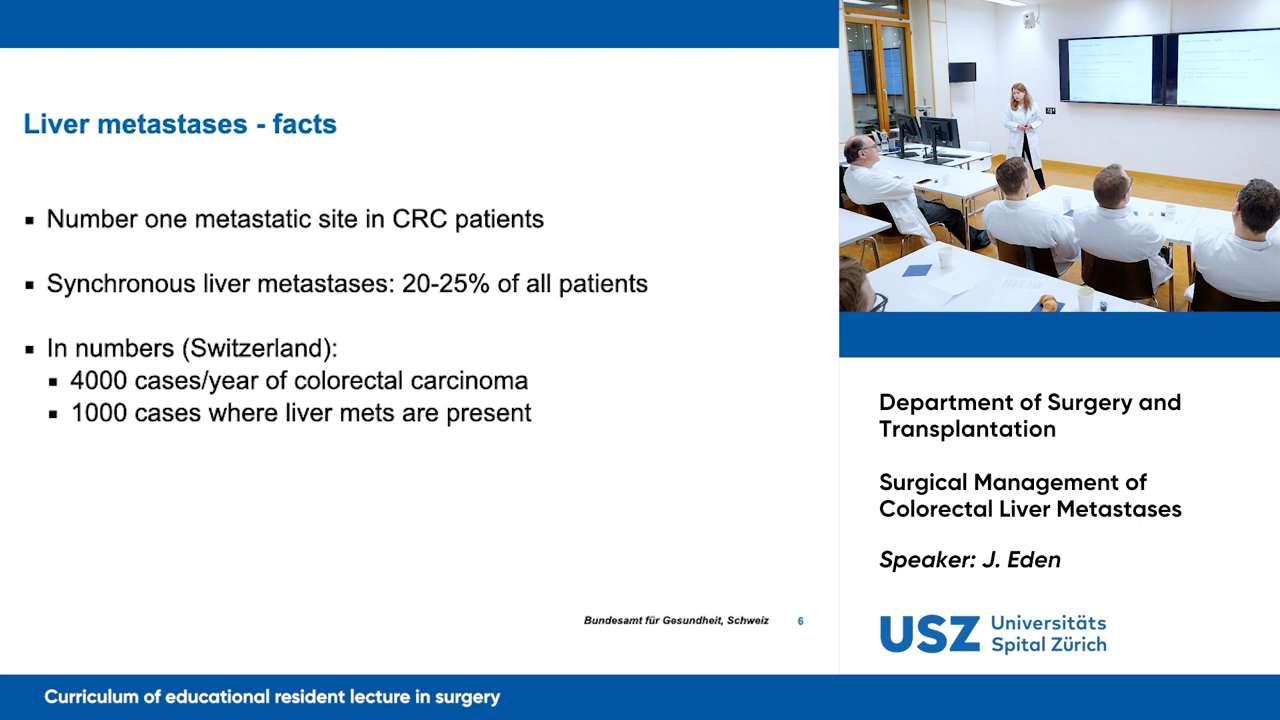 Liver metastases - facts
▪ Number one metastatic site in CRC patients
▪ Synchronous liver metastases: 20-25% of all patients
▪ In numbers (Switzerland):
▪ 4000 cases/year of colorectal carcinoma
▪ 1000 cases where liver mets are present
Bundesamt für Gesundheit, Schweiz
6
Department of Surgery and
Transplantation
Surgical Management of
Colorectal Liver Metastases
Speaker: J. Eden
USZ Universitäts
Spital Zürich
Curriculum of educational resident lecture in surgery